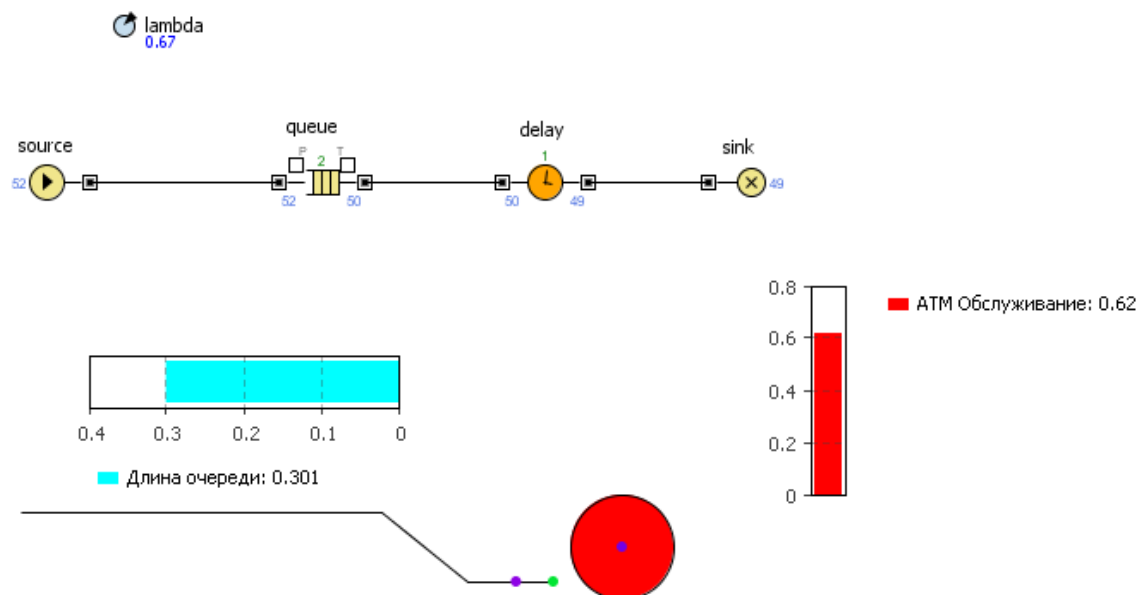 lambda
0.67
source
queue
delay
sink
P
T
2
1
52
52
50
50
49
49
0.8
0.6
0.4
0.2
0
АТМ Обслуживание: 0.62
0.4
0.3
0.2
0.1
0
Длина очереди: 0.301